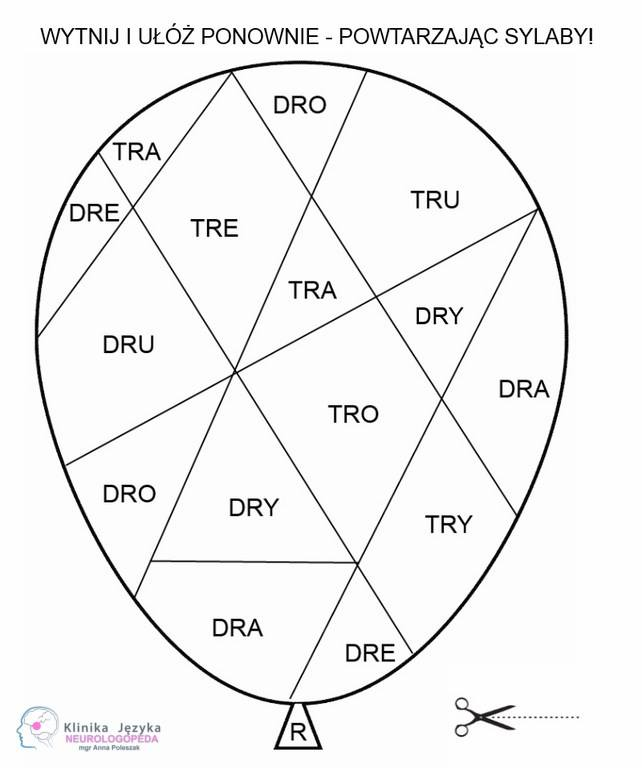 WYTNIJ I UŁÓŻ PONOWNIE - POWTARZAJĄC SYLABY!
DRO
TRA
DRE
TRE
TRU
TRA
DRY
DRU
DRA
TRO
DRO
DRY
TRY
DRA
DRE
R
Klinika Języka
NEUROLOGOPEDA
mgr Anna Poleszak